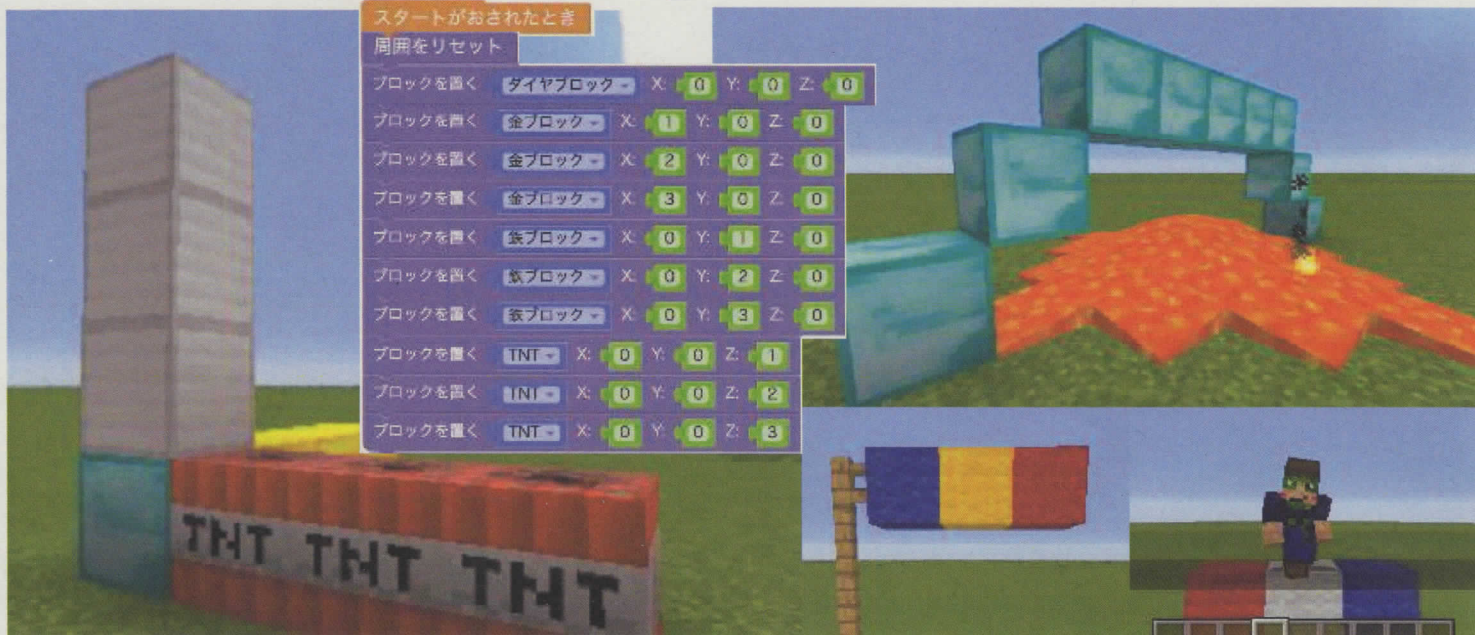 スタートがおされたとき
周囲をリセット
ブロックを置く ダイヤブロック X: 0 Y: 0 Z: 0
ブロックを置く 金ブロック X: 1 Y: 0 Z: 0
ブロックを置く 金ブロック X: 2 Y: 0 Z: 0
ブロックを置く 金ブロック X: 3 Y: 0 Z: 0
ブロックを置く 鉄ブロック X: 0 Y: 1 Z: 0
ブロックを置く 鉄ブロック X: 0 Y: 2 Z: 0
ブロックを置く 鉄ブロック X: 0 Y: 3 Z: 0
ブロックを置く TNT X: 0 Y: 0 Z: 1
ブロックを置く TNT X: 0 Y: 0 Z: 2
ブロックを置く TNT X: 0 Y: 0 Z: 3
TNT TNT TNT